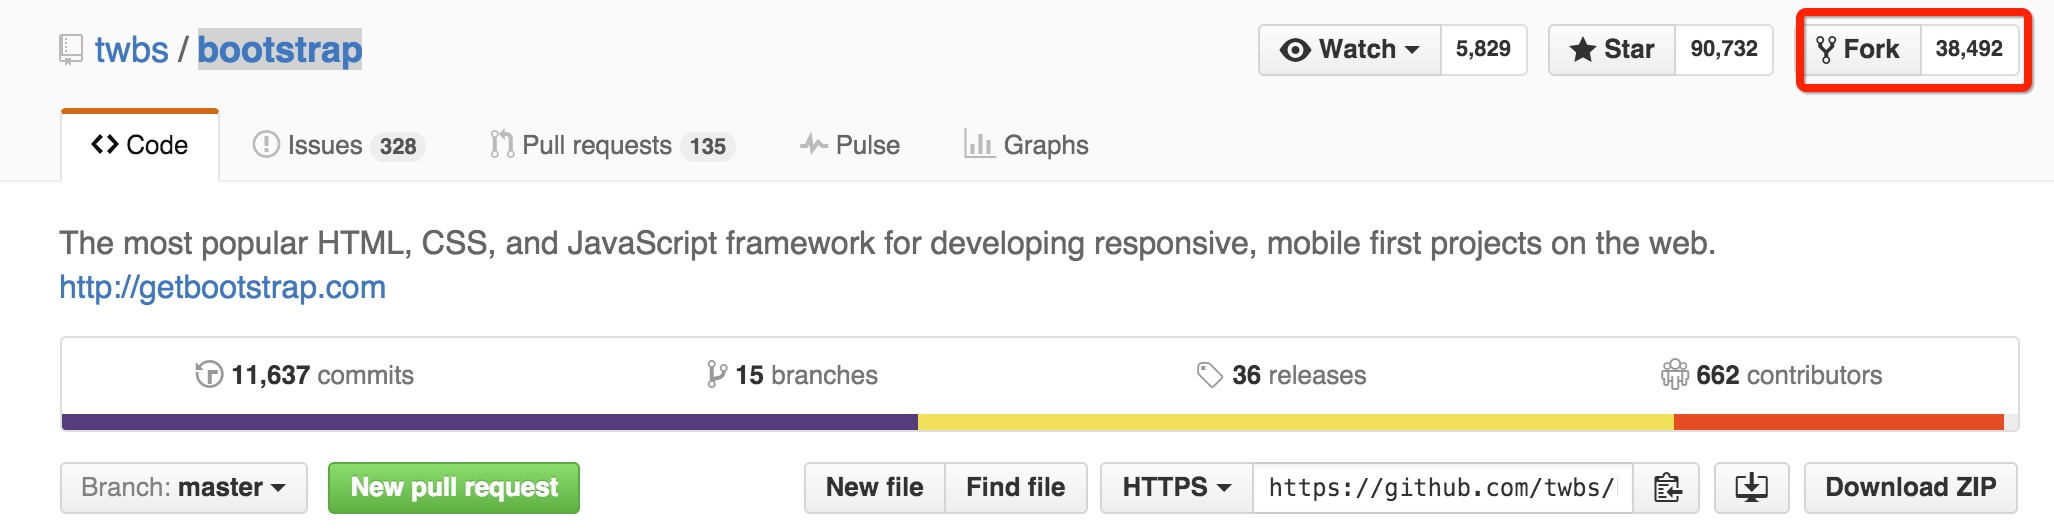 twbs / bootstrap Watch 5,829 Star 90,732 Fork 38,492
Code Issues 328 Pull requests 135 Pulse Graphs
The most popular HTML, CSS, and JavaScript framework for developing responsive, mobile first projects on the web.
http://getbootstrap.com
11,637 commits 15 branches 36 releases 662 contributors
Branch: master New pull request New file Find file HTTPS https://github.com/twbs/ Download ZIP